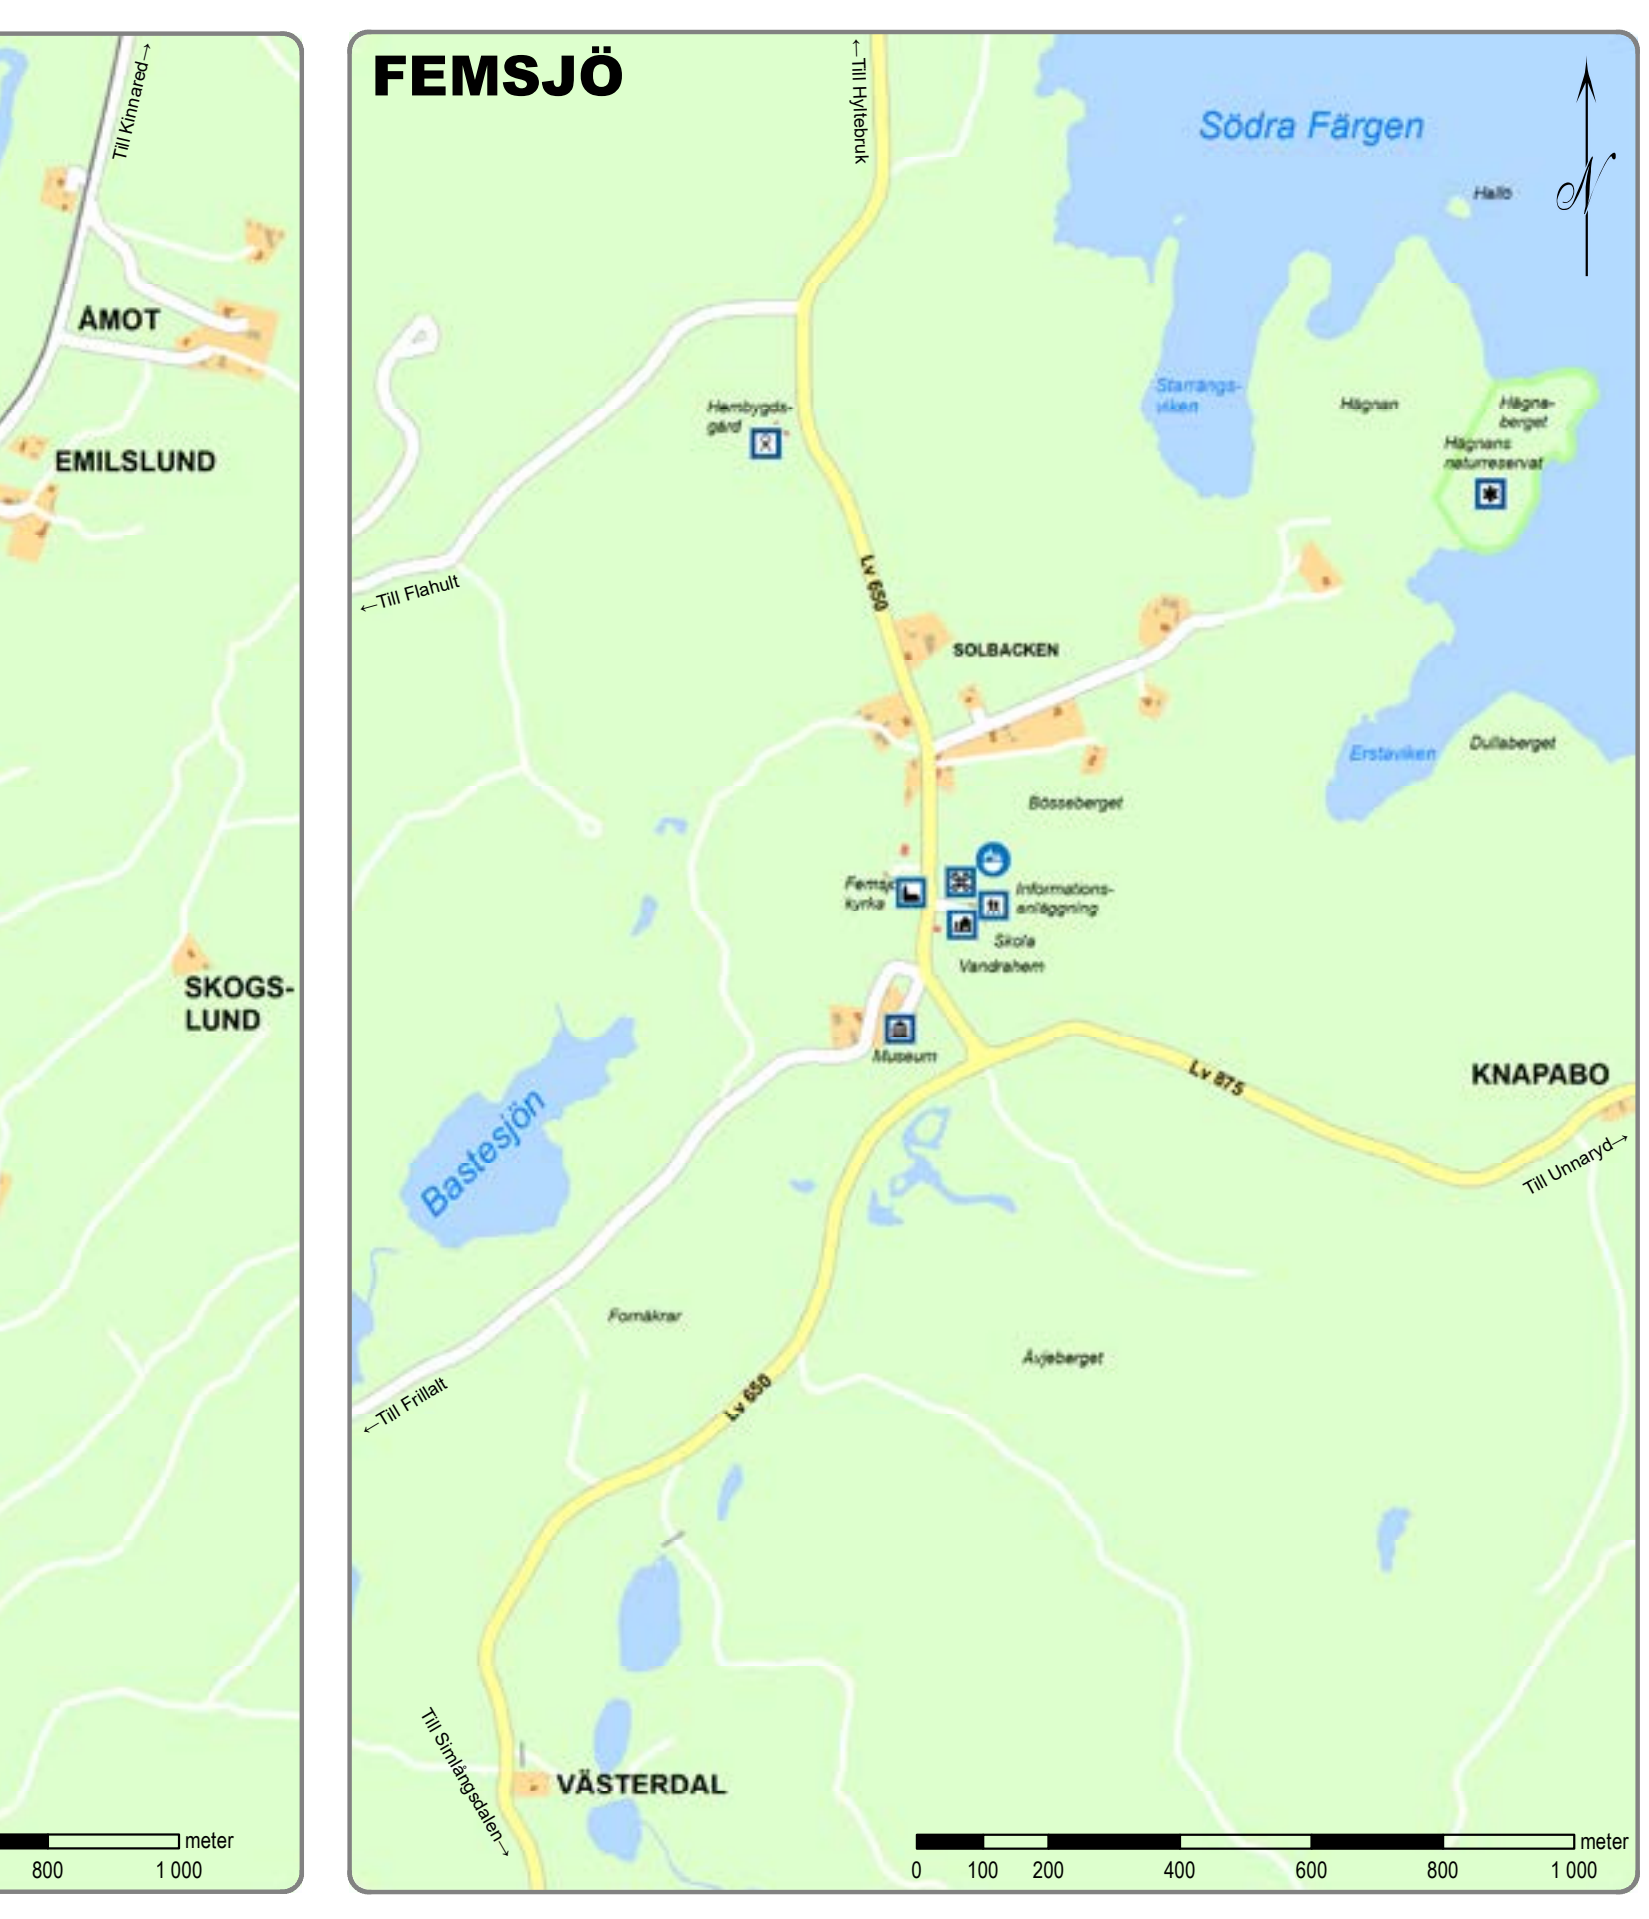 Till Kinnared→
ÅMOT
EMILSLUND
SKOGS-
LUND
meter
800 1 000
FEMSJÖ
←Till Hyltebruk
Södra Färgen
N
Hallö
Starrängs-
viken
Hägnan
Hägna-
berget
Hägnans
naturreservat
Hembygds-
gård
←Till Flahult
Lv 650
SOLBACKEN
Erstaviken
Dullaberget
Bösseberget
Femsjö
kyrka
Informations-
anläggning
Skola
Vandrahem
Museum
Lv 875
KNAPABO
Till Unnaryd→
Bastesjön
Fornåkrar
Åvjeberget
←Till Frillalt
Lv 650
Till Simlångsdalen→
VÄSTERDAL
meter
0 100 200 400 600 800 1 000